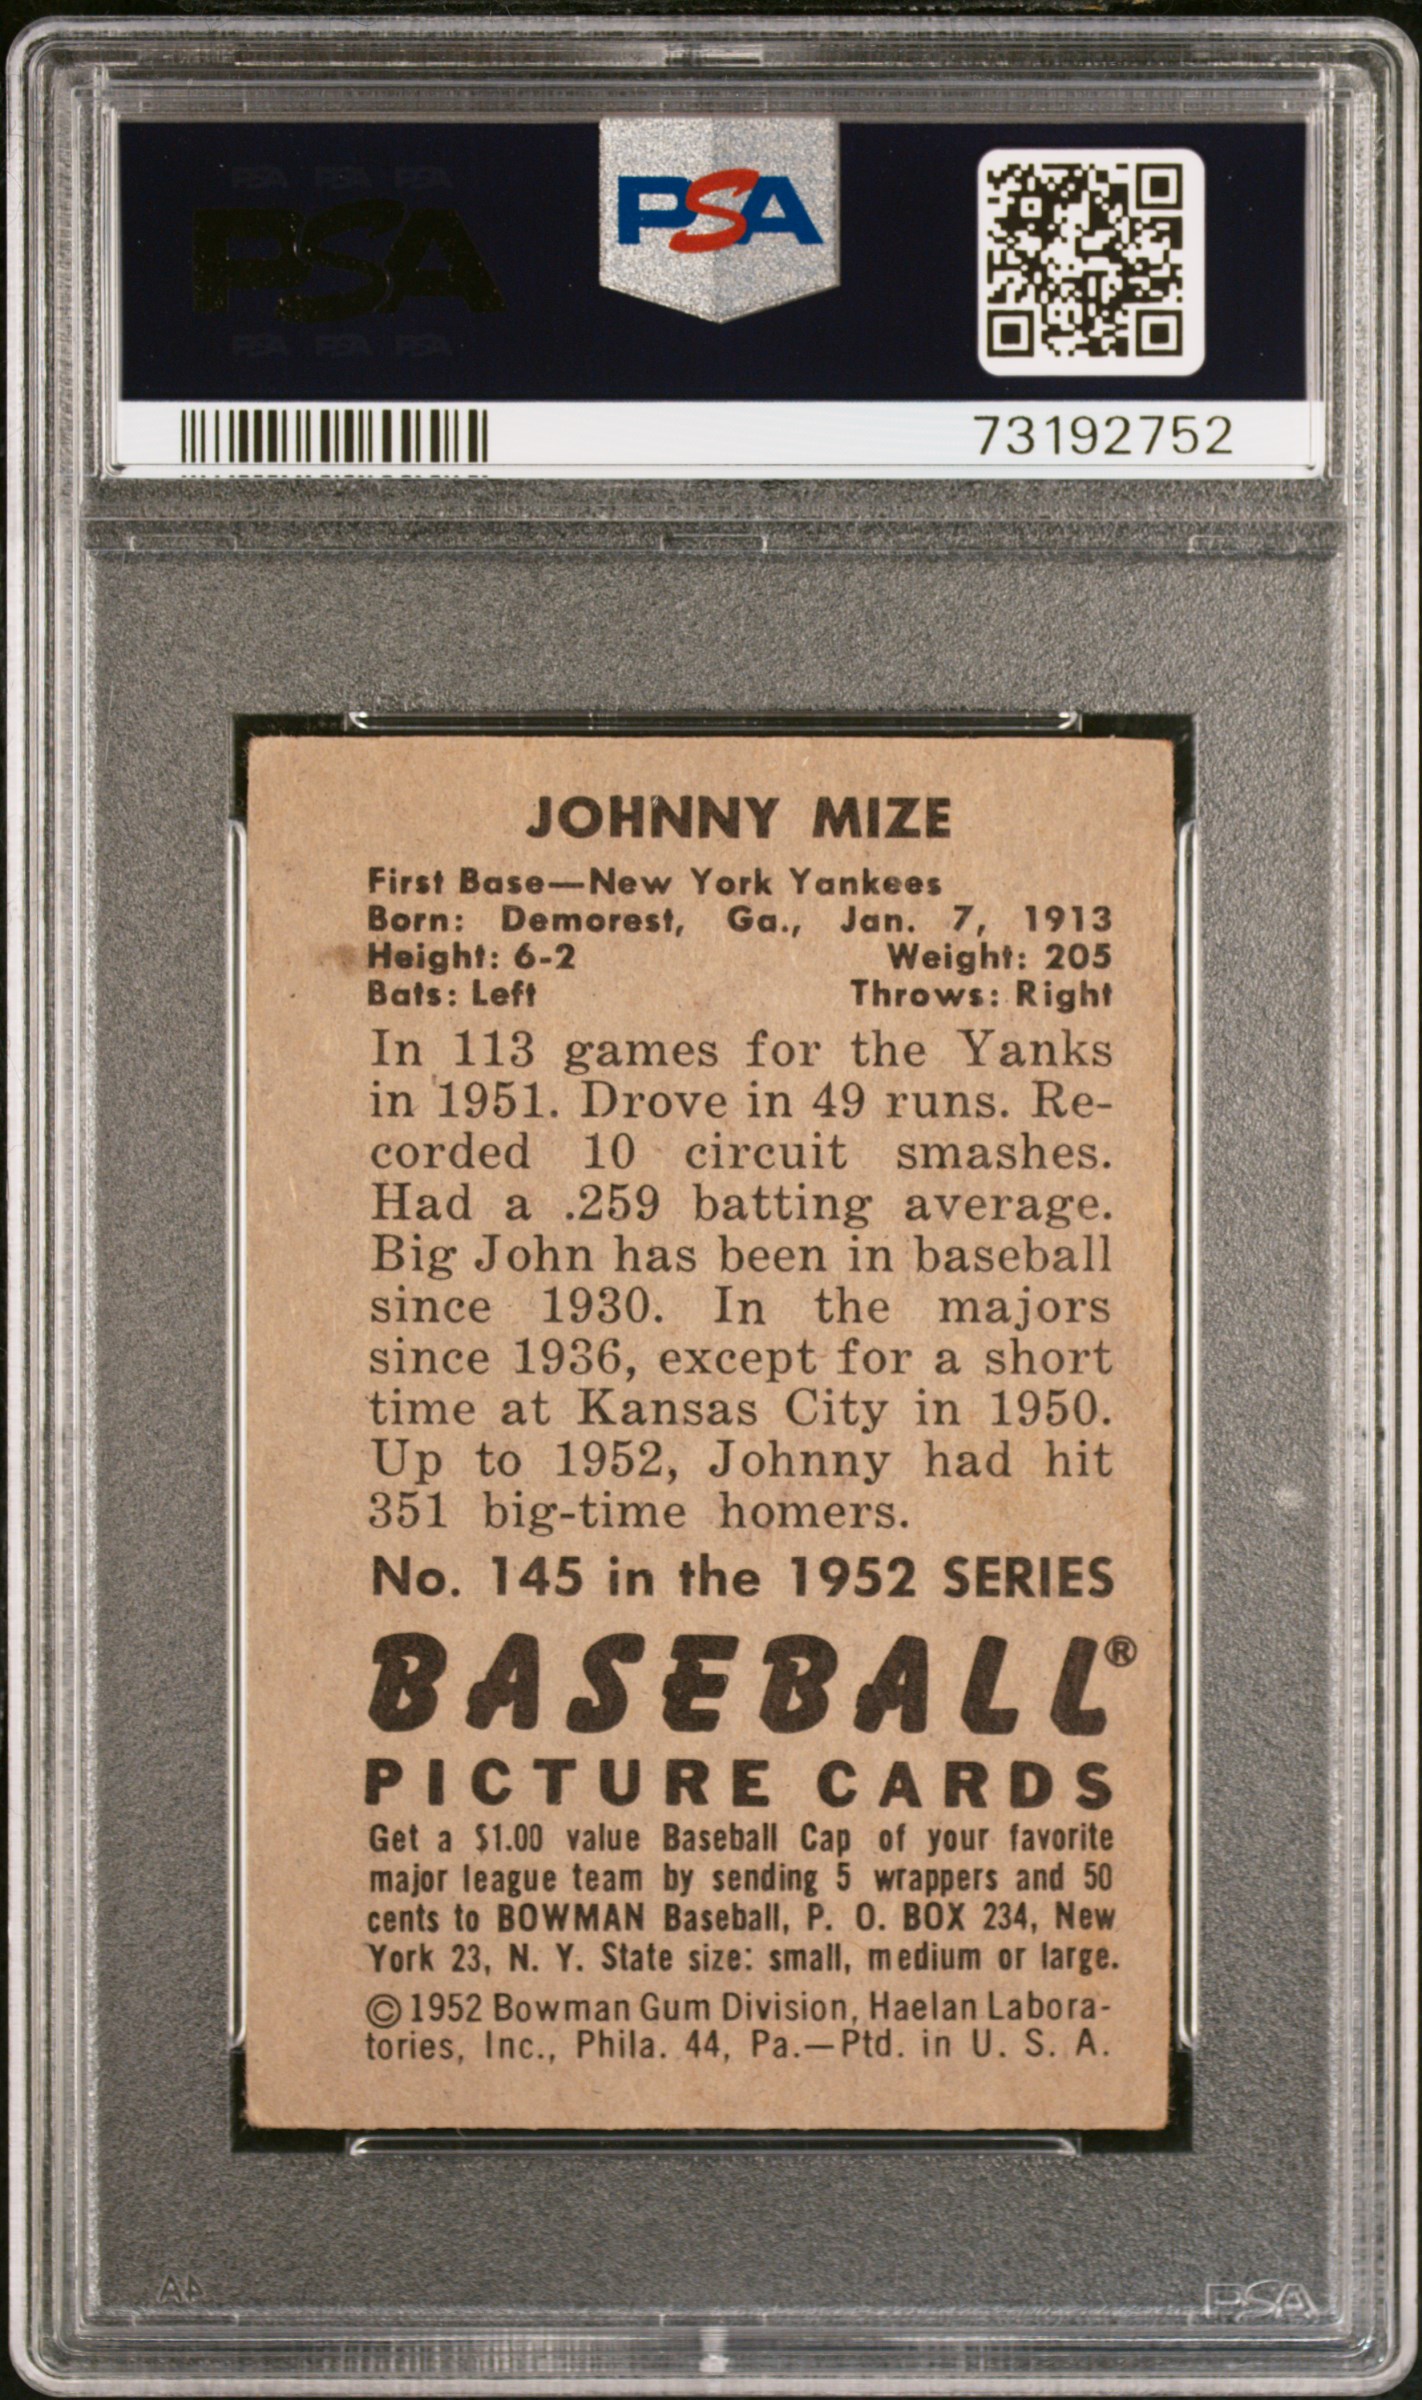 PSA PSA PSA
PSA
PSA PSA PSA
PSA
73192752
JOHNNY MIZE
First Base—New York Yankees
Born: Demorest, Ga., Jan. 7, 1913
Height: 6-2 Weight: 205
Bats: Left Throws: Right
In 113 games for the Yanks
in 1951. Drove in 49 runs. Re-
corded 10 circuit smashes.
Had a .259 batting average.
Big John has been in baseball
since 1930. In the majors
since 1936, except for a short
time at Kansas City in 1950.
Up to 1952, Johnny had hit
351 big-time homers.
No. 145 in the 1952 SERIES
BASEBALL®
PICTURE CARDS
Get a $1.00 value Baseball Cap of your favorite
major league team by sending 5 wrappers and 50
cents to BOWMAN Baseball, P. O. BOX 234, New
York 23, N. Y. State size: small, medium or large.
© 1952 Bowman Gum Division, Haelan Labora-
tories, Inc., Phila. 44, Pa.—Ptd. in U. S. A.
PSA